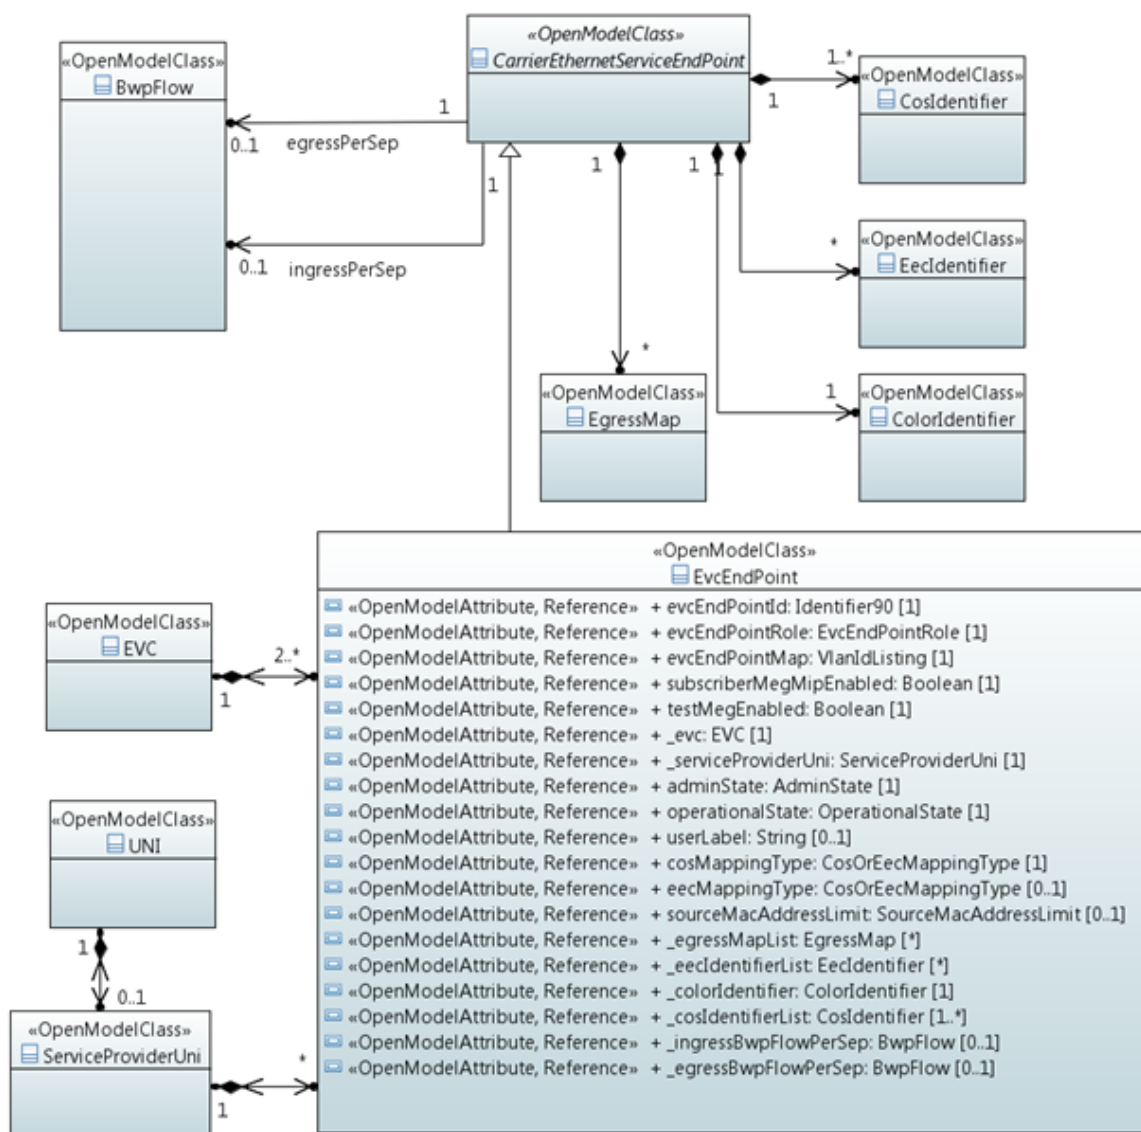 «OpenModelClass»
CarrierEthernetServiceEndPoint
«OpenModelClass»
BwpFlow
1
0..1
egressPerSep
1
0..1
ingressPerSep
1
1..*
«OpenModelClass»
CosIdentifier
1
1
1
*
«OpenModelClass»
EecIdentifier
*
«OpenModelClass»
EgressMap
1
«OpenModelClass»
ColorIdentifier
«OpenModelClass»
EvcEndPoint
«OpenModelAttribute, Reference» + evcEndPointId: Identifier90 [1]
«OpenModelAttribute, Reference» + evcEndPointRole: EvcEndPointRole [1]
«OpenModelAttribute, Reference» + evcEndPointMap: VlanIdListing [1]
«OpenModelAttribute, Reference» + subscriberMegMipEnabled: Boolean [1]
«OpenModelAttribute, Reference» + testMegEnabled: Boolean [1]
«OpenModelAttribute, Reference» + _evc: EVC [1]
«OpenModelAttribute, Reference» + _serviceProviderUni: ServiceProviderUni [1]
«OpenModelAttribute, Reference» + adminState: AdminState [1]
«OpenModelAttribute, Reference» + operationalState: OperationalState [1]
«OpenModelAttribute, Reference» + userLabel: String [0..1]
«OpenModelAttribute, Reference» + cosMappingType: CosOrEecMappingType [1]
«OpenModelAttribute, Reference» + eecMappingType: CosOrEecMappingType [0..1]
«OpenModelAttribute, Reference» + sourceMacAddressLimit: SourceMacAddressLimit [0..1]
«OpenModelAttribute, Reference» + _egressMapList: EgressMap [*]
«OpenModelAttribute, Reference» + _eecIdentifierList: EecIdentifier [*]
«OpenModelAttribute, Reference» + _colorIdentifier: ColorIdentifier [1]
«OpenModelAttribute, Reference» + _cosIdentifierList: CosIdentifier [1..*]
«OpenModelAttribute, Reference» + _ingressBwpFlowPerSep: BwpFlow [0..1]
«OpenModelAttribute, Reference» + _egressBwpFlowPerSep: BwpFlow [0..1]
«OpenModelClass»
EVC
2..*
1
«OpenModelClass»
UNI
1
0..1
«OpenModelClass»
ServiceProviderUni
*
1